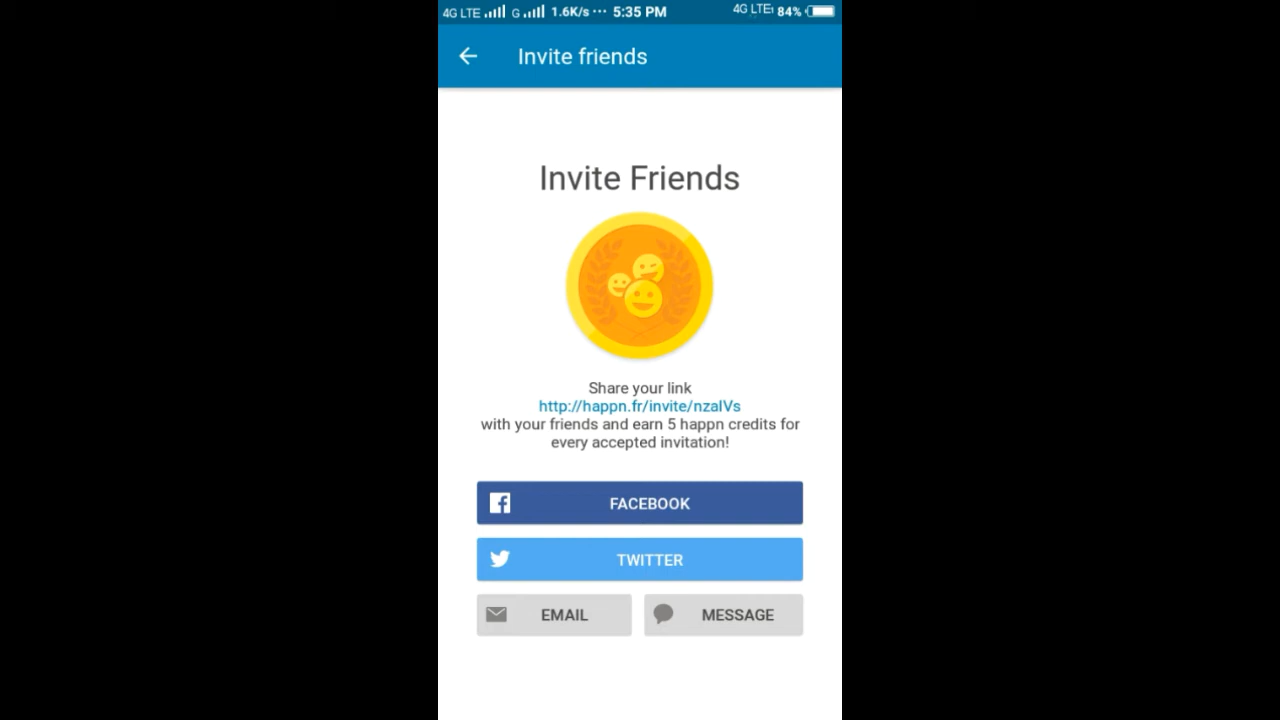 4G LTE G 1.6K/s ··· 5:35 PM 4G LTE 84%
Invite friends
Invite Friends
Share your link
http://happn.fr/invite/nzaIVs
with your friends and earn 5 happn credits for
every accepted invitation!
FACEBOOK
TWITTER
EMAIL MESSAGE